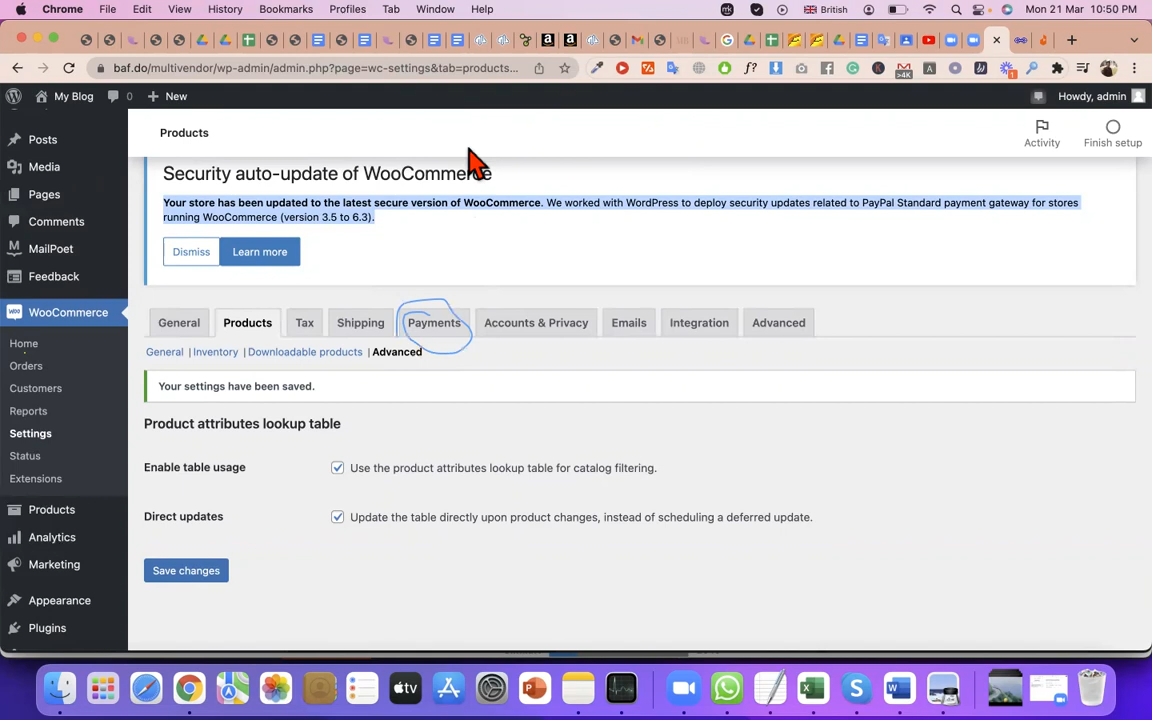 Chrome File Edit View History Bookmarks Profiles Tab Window Help British Mon 21 Mar 10:50 PM
baf.do/multivendor/wp-admin/admin.php?page=wc-settings&tab=products...
>4K
1
My Blog 0 New Howdy, admin
Posts
Media
Pages
Comments
MailPoet
Feedback
WooCommerce
Home
Orders
Customers
Reports
Settings
Status
Extensions
Products
Analytics
Marketing
Appearance
Plugins
Products
Activity
Finish setup
Security auto-update of WooCommerce
Your store has been updated to the latest secure version of WooCommerce. We worked with WordPress to deploy security updates related to PayPal Standard payment gateway for stores
running WooCommerce (version 3.5 to 6.3).
Dismiss Learn more
General Products Tax Shipping Payments Accounts & Privacy Emails Integration Advanced
General | Inventory | Downloadable products | Advanced
Your settings have been saved.
Product attributes lookup table
Enable table usage Use the product attributes lookup table for catalog filtering.
Direct updates Update the table directly upon product changes, instead of scheduling a deferred update.
Save changes
tv